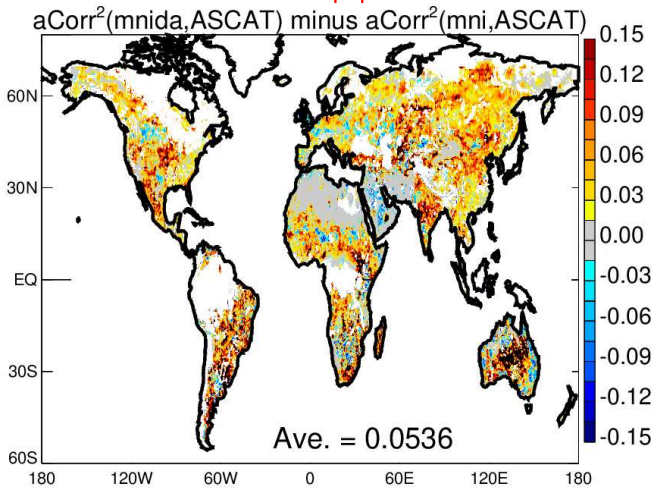 aCorr²(mnida,ASCAT) minus aCorr²(mni,ASCAT)
0.15
0.12
0.09
0.06
0.03
0.00
-0.03
-0.06
-0.09
-0.12
-0.15
60N
30N
EQ
30S
60S
Ave. = 0.0536
180 120W 60W 0 60E 120E 180